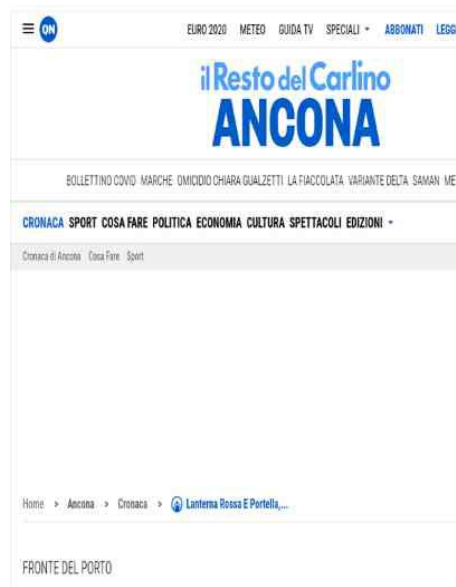 QN EURO 2020 METEO GUIDA TV SPECIALI ABBONATI LEGGI
il Resto del Carlino
ANCONA
BOLLETTINO COVID MARCHE OMICIDIO CHIARA GUALZETTI LA FIACCOLATA VARIANTE DELTA SAMAN ME
CRONACA SPORT COSA FARE POLITICA ECONOMIA CULTURA SPETTACOLI EDIZIONI
Cronaca di Ancona Cosa Fare Sport
Home > Ancona > Cronaca > Lanterna Rossa E Portella,...
FRONTE DEL PORTO